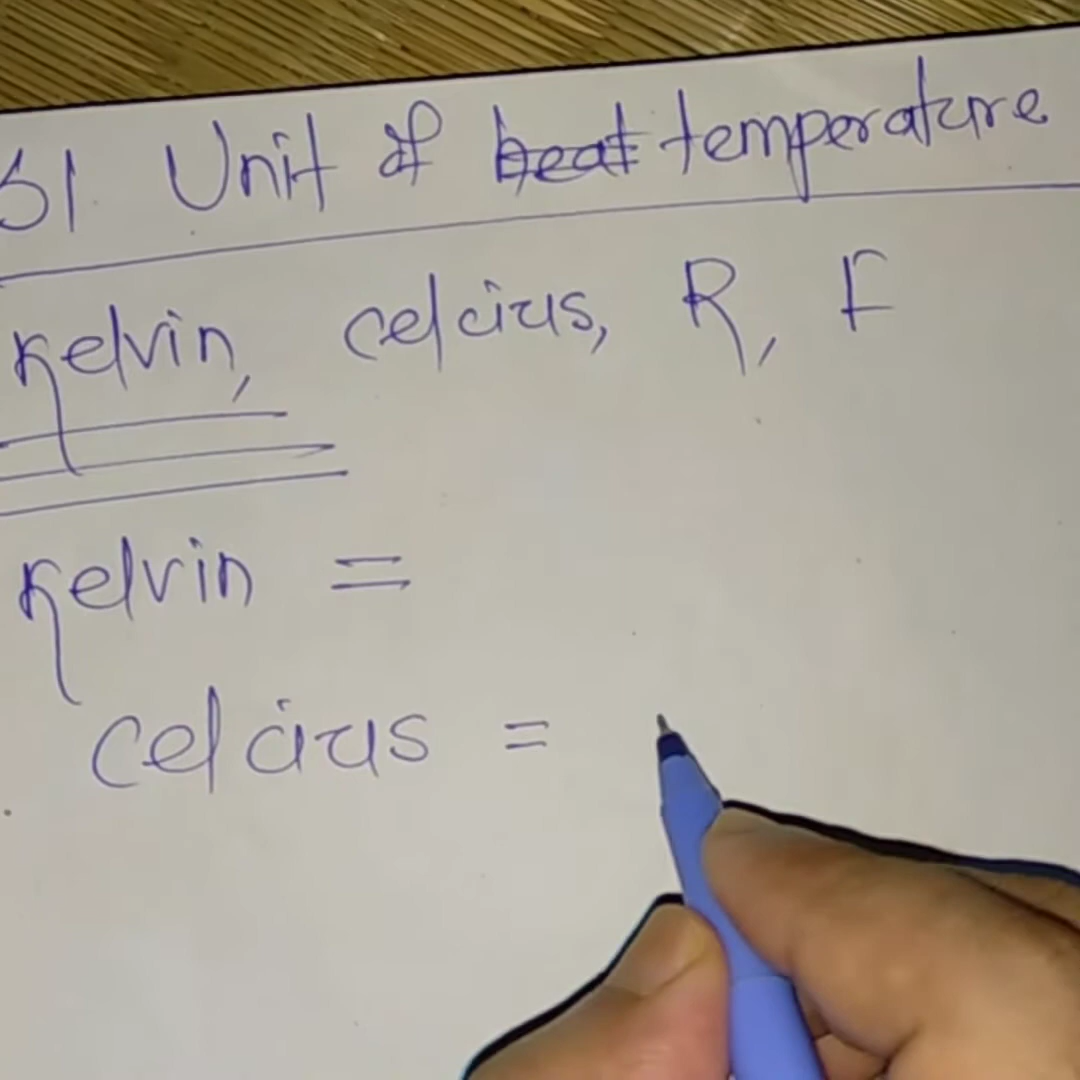 SI Unit of heat temperature
Kelvin, celcius, R, F
Kelvin =
celcius =